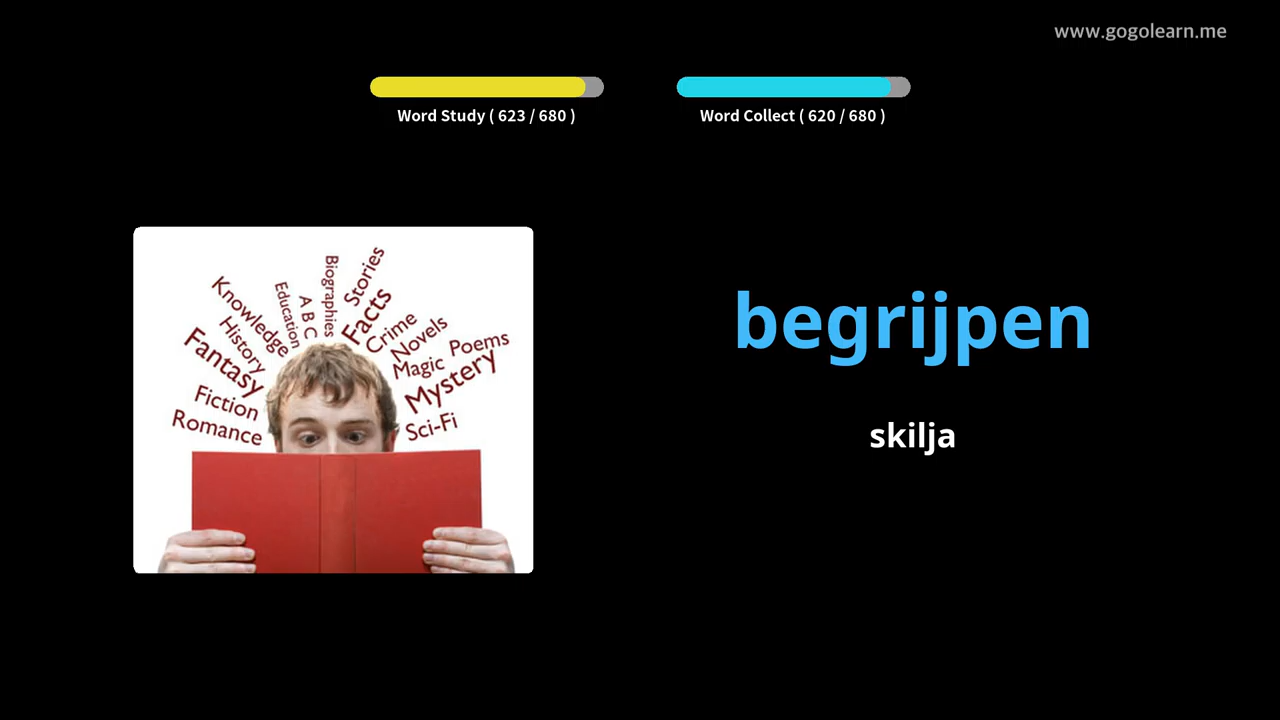 www.gogolearn.me
Word Study ( 623 / 680 )
Word Collect ( 620 / 680 )
Stories
Biographies
Facts
Education
A B C
Knowledge
Crime
Novels
History
Poems
Fantasy
Magic
Mystery
Fiction
Romance
Sci-Fi
begrijpen
skilja